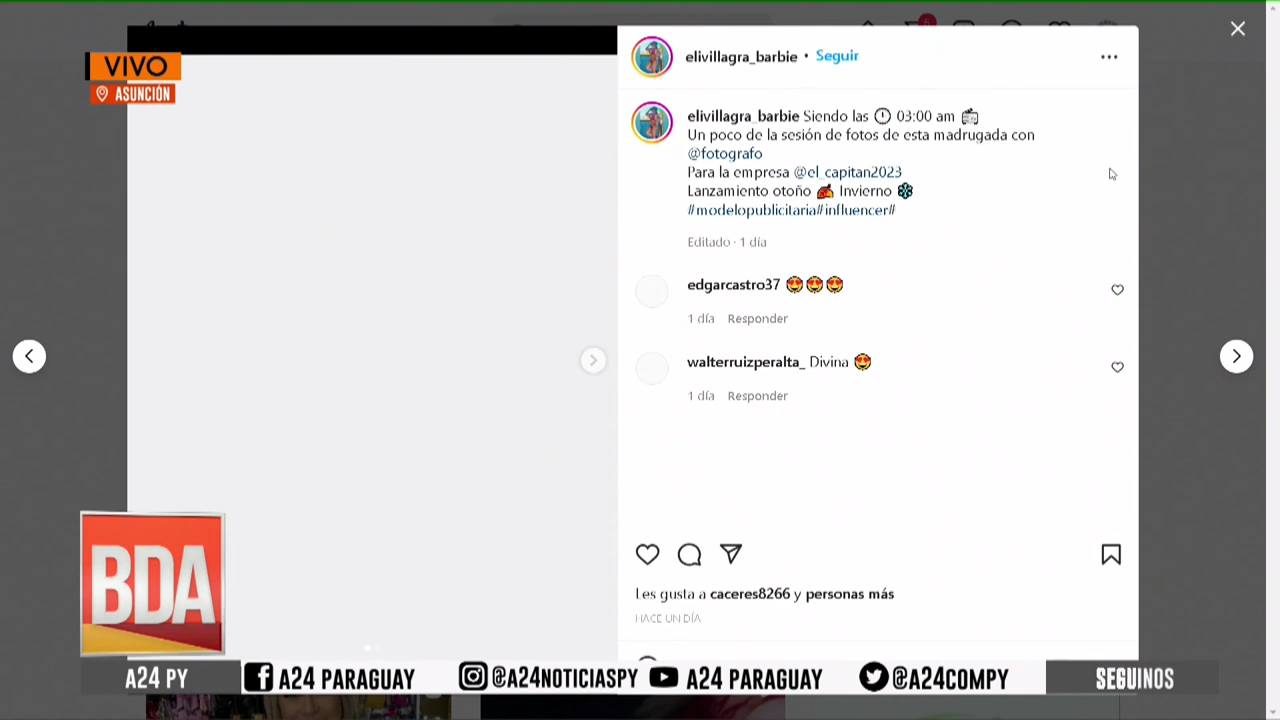 VIVO
ASUNCIÓN
elivillagra_barbie • Seguir
elivillagra_barbie Siendo las 🕛 03:00 am 📻
Un poco de la sesión de fotos de esta madrugada con
@fotografo
Para la empresa @el_capitan2023
Lanzamiento otoño 🍂 Invierno ❄
#modelopublicitaria#influencer#
Editado · 1 día
edgarcastro37 😍😍😍
1 día Responder
walterruizperalta_ Divina 😍
1 día Responder
Les gusta a caceres8266 y personas más
HACE UN DÍA
BDA
A24 PY
A24 PARAGUAY
@A24NOTICIASPY
A24 PARAGUAY
@A24COMPY
SEGUINOS